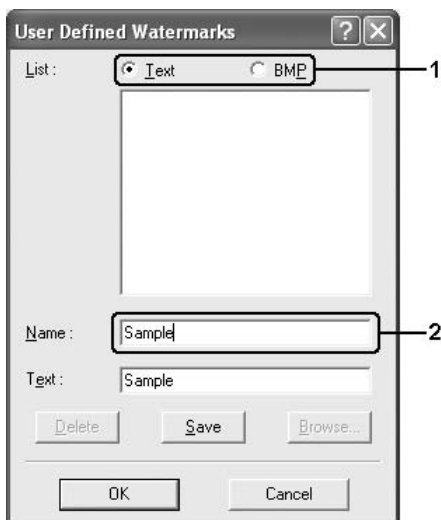 User Defined Watermarks
List : Text BMP 1
Name : Sample 2
Text : Sample
Delete Save Browse...
OK Cancel